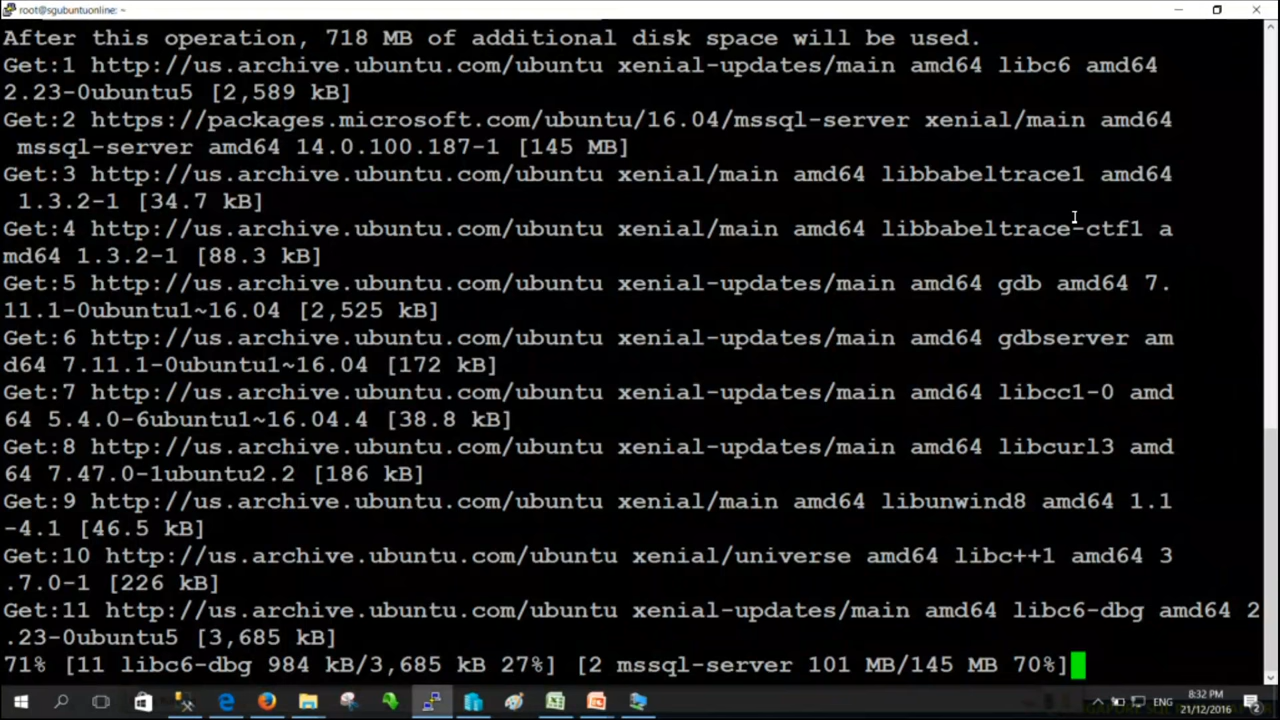 root@sgubuntuonline: ~
After this operation, 718 MB of additional disk space will be used.
Get:1 http://us.archive.ubuntu.com/ubuntu xenial-updates/main amd64 libc6 amd64
2.23-0ubuntu5 [2,589 kB]
Get:2 https://packages.microsoft.com/ubuntu/16.04/mssql-server xenial/main amd64
mssql-server amd64 14.0.100.187-1 [145 MB]
Get:3 http://us.archive.ubuntu.com/ubuntu xenial/main amd64 libbabeltrace1 amd64
1.3.2-1 [34.7 kB]
Get:4 http://us.archive.ubuntu.com/ubuntu xenial/main amd64 libbabeltrace-ctf1 a
md64 1.3.2-1 [88.3 kB]
Get:5 http://us.archive.ubuntu.com/ubuntu xenial-updates/main amd64 gdb amd64 7.
11.1-0ubuntu1~16.04 [2,525 kB]
Get:6 http://us.archive.ubuntu.com/ubuntu xenial-updates/main amd64 gdbserver am
d64 7.11.1-0ubuntu1~16.04 [172 kB]
Get:7 http://us.archive.ubuntu.com/ubuntu xenial-updates/main amd64 libcc1-0 amd
64 5.4.0-6ubuntu1~16.04.4 [38.8 kB]
Get:8 http://us.archive.ubuntu.com/ubuntu xenial-updates/main amd64 libcurl3 amd
64 7.47.0-1ubuntu2.2 [186 kB]
Get:9 http://us.archive.ubuntu.com/ubuntu xenial/main amd64 libunwind8 amd64 1.1
-4.1 [46.5 kB]
Get:10 http://us.archive.ubuntu.com/ubuntu xenial/universe amd64 libc++1 amd64 3
.7.0-1 [226 kB]
Get:11 http://us.archive.ubuntu.com/ubuntu xenial-updates/main amd64 libc6-dbg amd64 2
.23-0ubuntu5 [3,685 kB]
71% [11 libc6-dbg 984 kB/3,685 kB 27%] [2 mssql-server 101 MB/145 MB 70%]
ENG
8:32 PM
21/12/2016
2